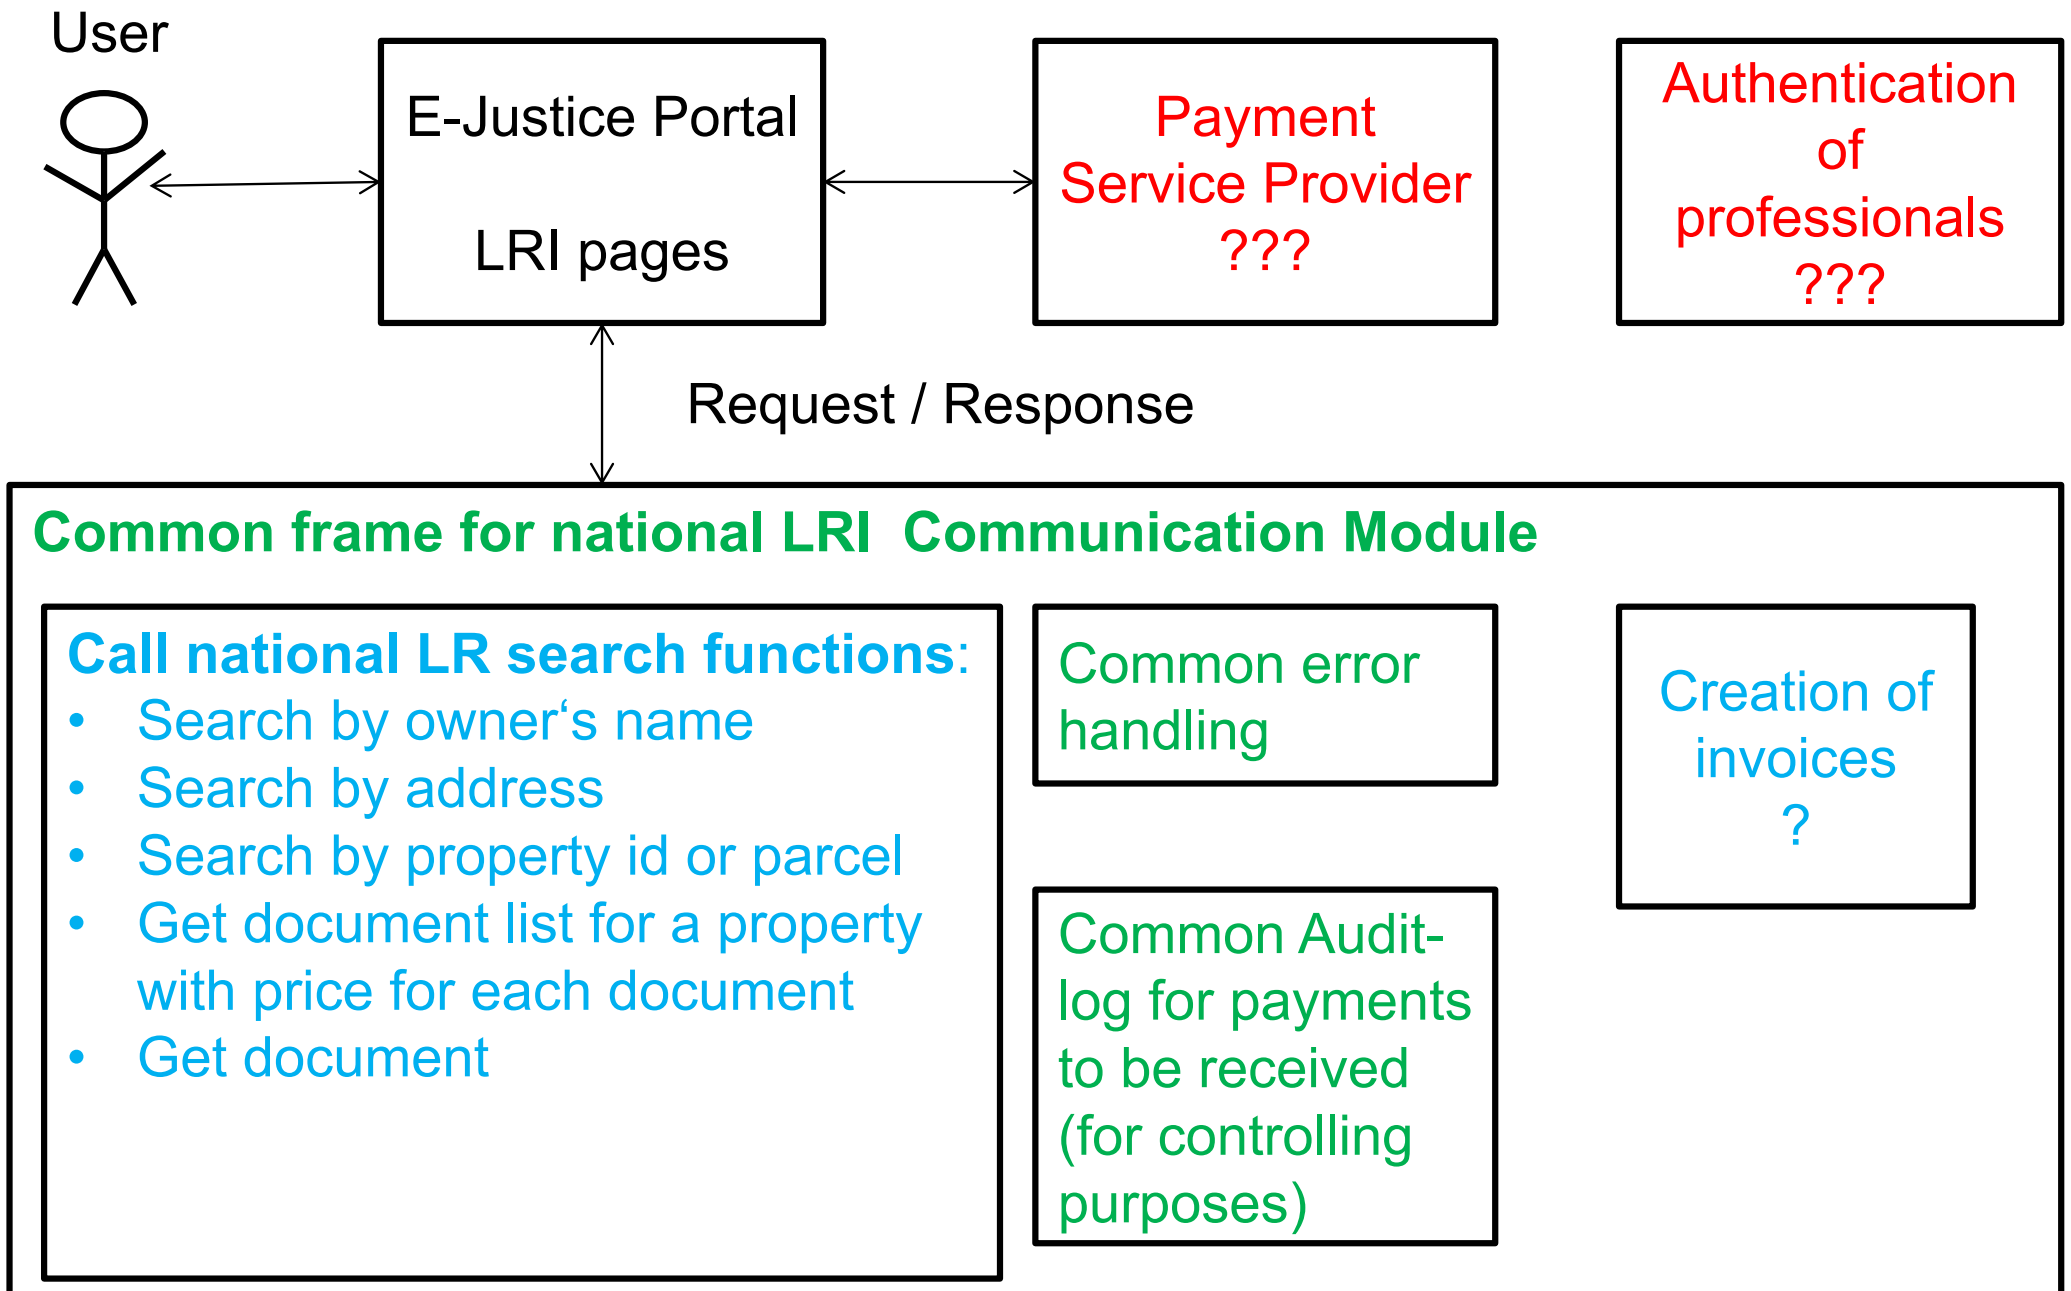 User
E-Justice Portal
LRI pages
Payment
Service Provider
???
Authentication
of
professionals
???
Request / Response
Common frame for national LRI  Communication Module
Call national LR search functions:
• Search by owner‘s name
• Search by address
• Search by property id or parcel
• Get document list for a property
with price for each document
• Get document
Common error
handling
Common Audit-
log for payments
to be received
(for controlling
purposes)
Creation of
invoices
?